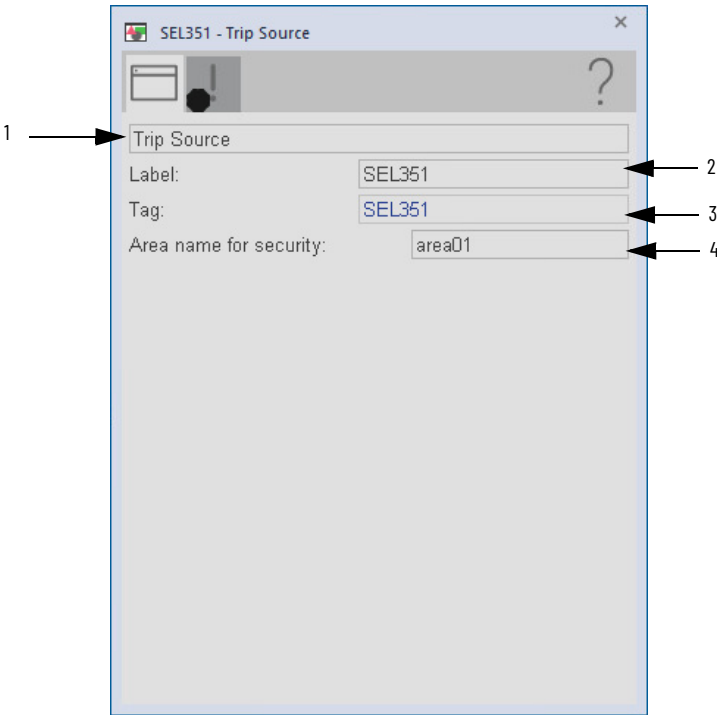 SEL351 - Trip Source ×
! ?
1 Trip Source
Label: SEL351 2
Tag: SEL351 3
Area name for security: area01 4